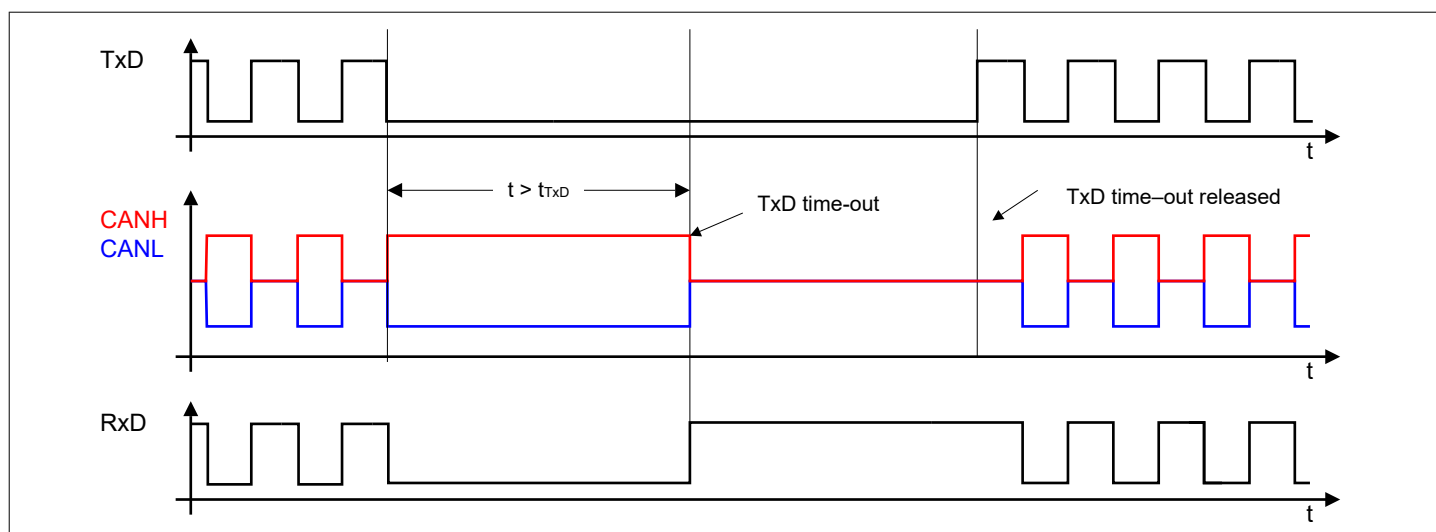 TxD
t
t > tTxD
TxD time-out
TxD time–out released
CANH
CANL
t
RxD
t